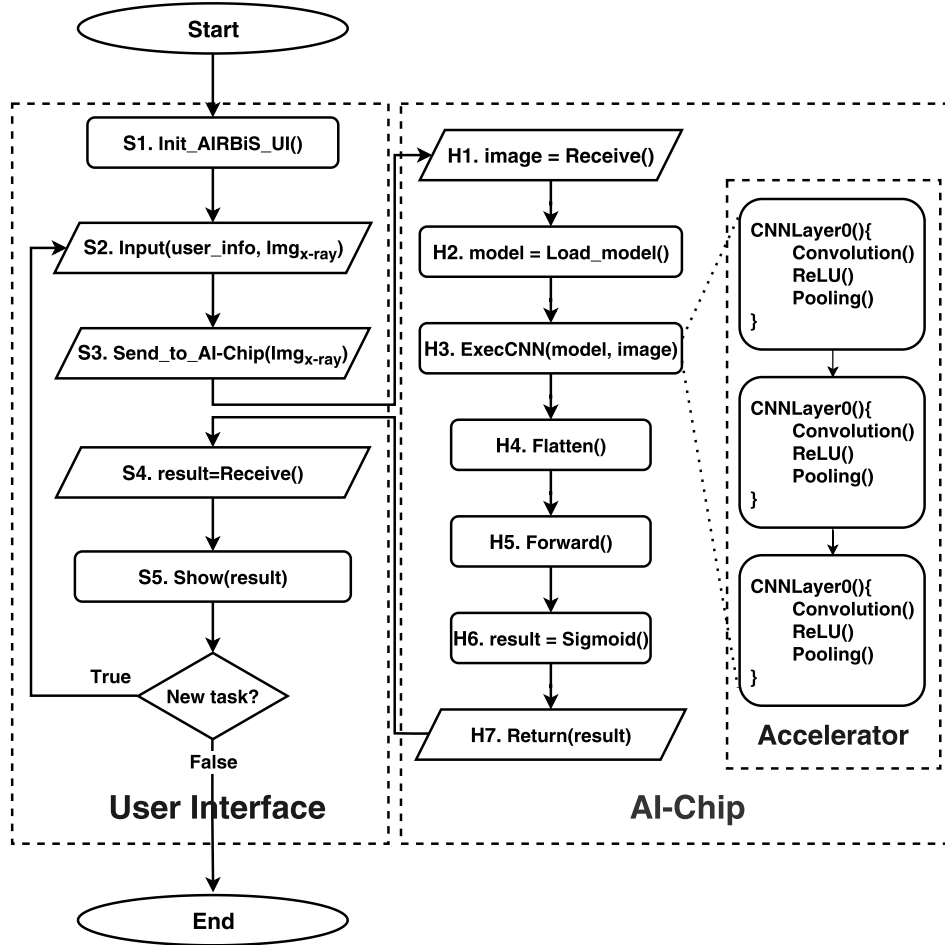 Start
S1. Init_AIRBiS_UI()
S2. Input(user_info, Imgx-ray)
S3. Send_to_AI-Chip(Imgx-ray)
S4. result=Receive()
S5. Show(result)
True
New task?
False
User Interface
End
H1. image = Receive()
H2. model = Load_model()
H3. ExecCNN(model, image)
H4. Flatten()
H5. Forward()
H6. result = Sigmoid()
H7. Return(result)
AI-Chip
CNNLayer0(){
Convolution()
ReLU()
Pooling()
}
CNNLayer0(){
Convolution()
ReLU()
Pooling()
}
CNNLayer0(){
Convolution()
ReLU()
Pooling()
}
Accelerator